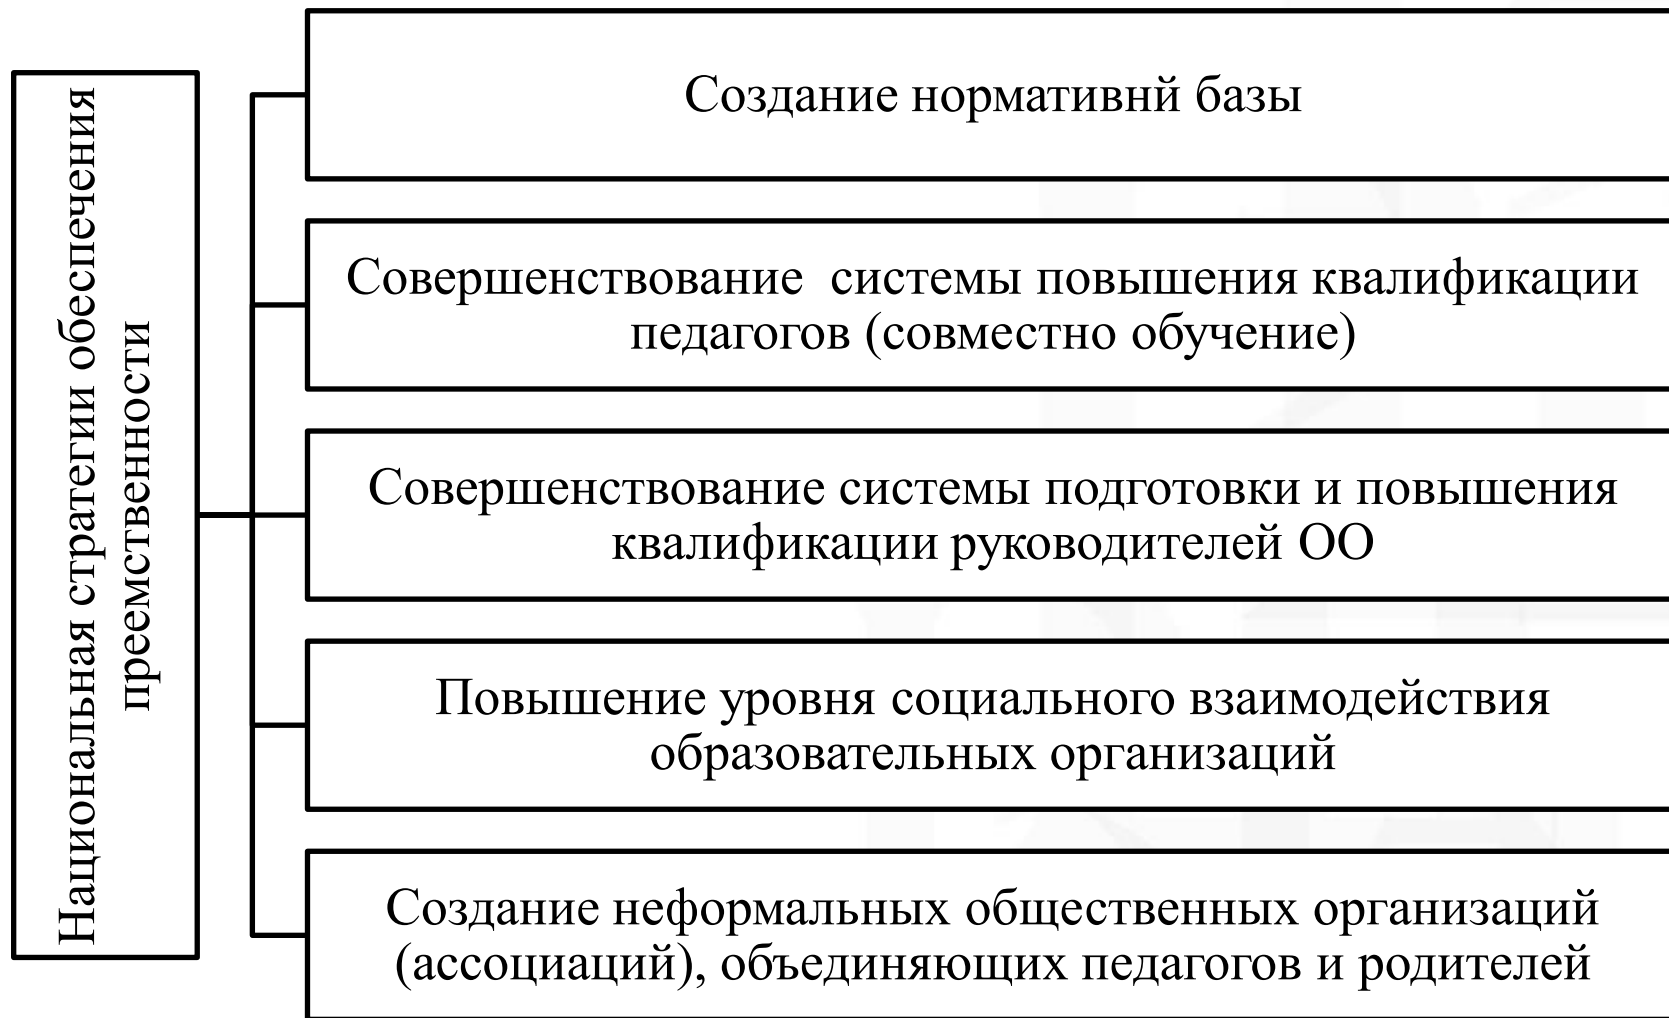 Национальная стратегии обеспечения
преемственности
Создание нормативнй базы
Совершенствование  системы повышения квалификации
педагогов (совместно обучение)
Совершенствование системы подготовки и повышения
квалификации руководителей ОО
Повышение уровня социального взаимодействия
образовательных организаций
Создание неформальных общественных организаций
(ассоциаций), объединяющих педагогов и родителей